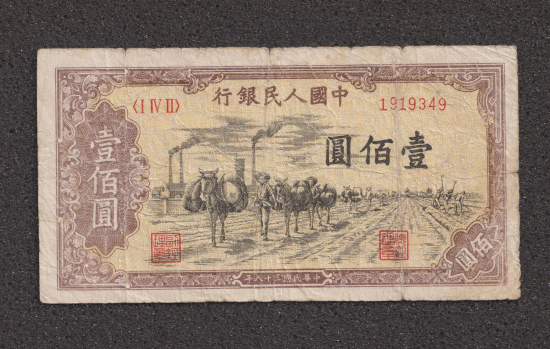 行銀民人國中
〈I IV II〉
1919349
圓佰壹
壹佰圓
佰圓
年八十三國民華中